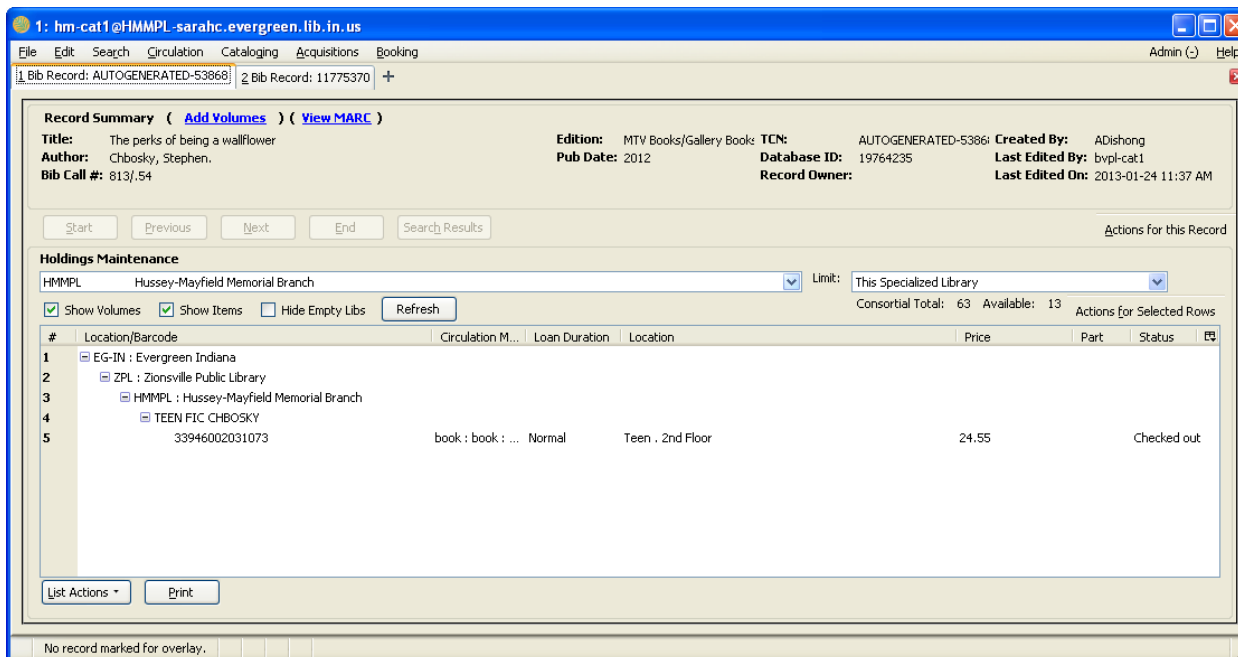 1: hm-cat1@HMMPL-sarahc.evergreen.lib.in.us
File Edit Search Circulation Cataloging Acquisitions Booking Admin (-) Help
1 Bib Record: AUTOGENERATED-53868 2 Bib Record: 11775370 +
Record Summary ( Add Volumes ) ( View MARC )
Title: The perks of being a wallflower Edition: MTV Books/Gallery Books TCN: AUTOGENERATED-5386 Created By: ADishong
Author: Chbosky, Stephen. Pub Date: 2012 Database ID: 19764235 Last Edited By: bvpl-cat1
Bib Call #: 813/.54 Record Owner: Last Edited On: 2013-01-24 11:37 AM
Start Previous Next End Search Results Actions for this Record
Holdings Maintenance
HMMPL Hussey-Mayfield Memorial Branch Limit: This Specialized Library
Show Volumes Show Items Hide Empty Libs Refresh Consortial Total: 63 Available: 13 Actions for Selected Rows
# Location/Barcode Circulation M... Loan Duration Location Price Part Status
1 EG-IN : Evergreen Indiana
2 ZPL : Zionsville Public Library
3 HMMPL : Hussey-Mayfield Memorial Branch
4 TEEN FIC CHBOSKY
5 33946002031073 book : book : ... Normal Teen . 2nd Floor 24.55 Checked out
List Actions Print
No record marked for overlay.